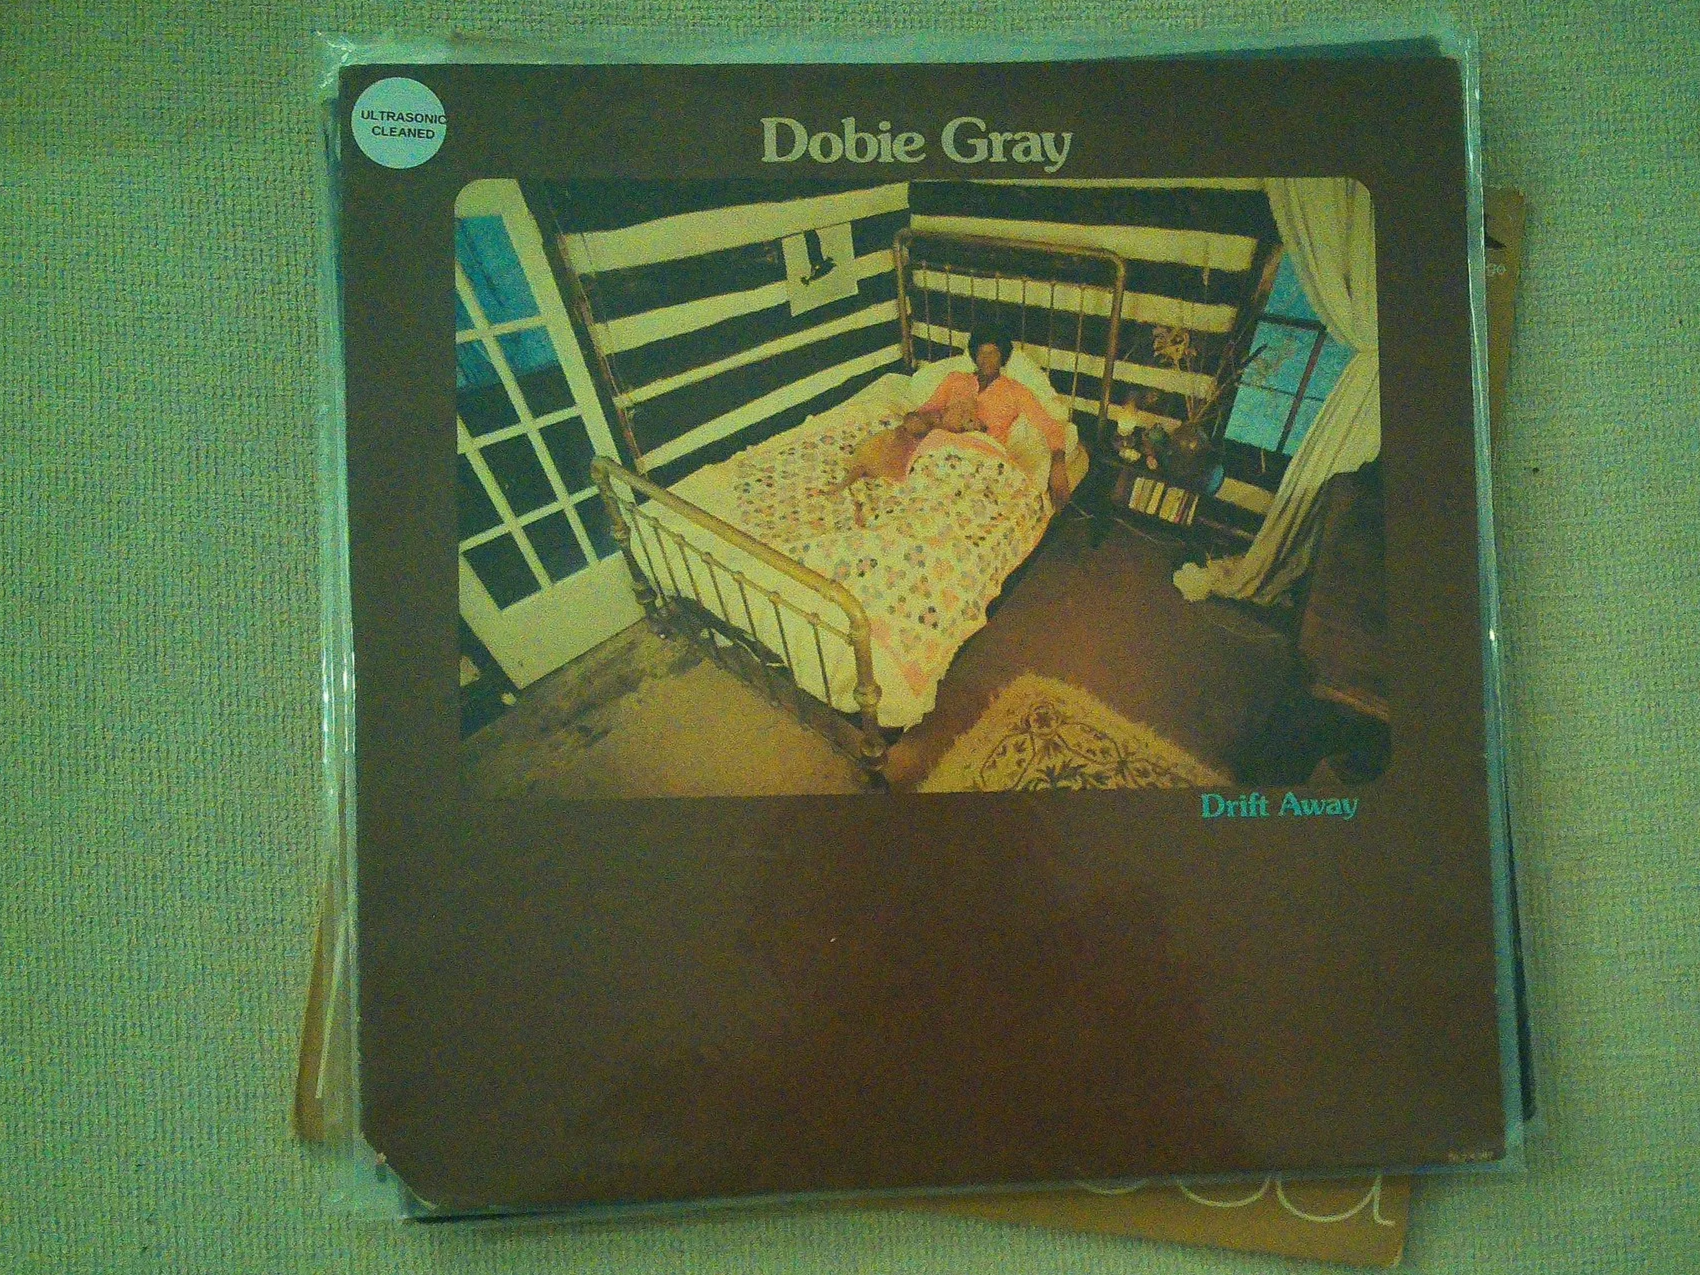 ULTRASONIC
CLEANED
Dobie Gray
Drift Away